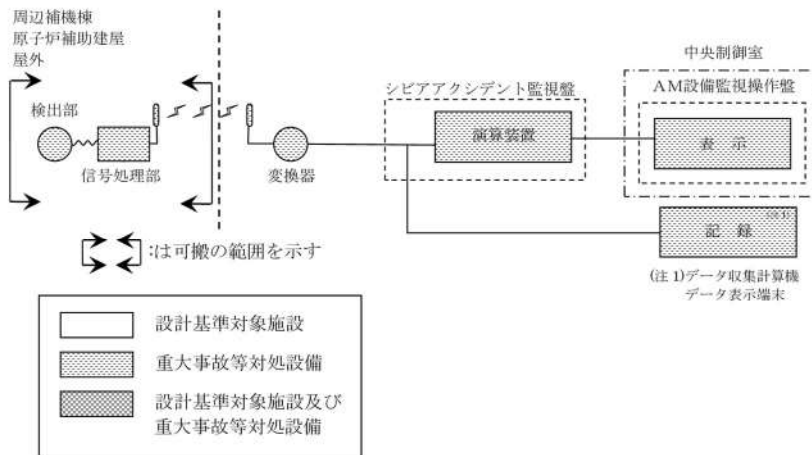 周辺補機棟
原子炉補助建屋
屋外
検出部
信号処理部
変換器
シビアアクシデント監視盤
演算装置
中央制御室
AM設備監視操作盤
表 示
(注1)
記 録
(注 1)データ収集計算機
データ表示端末
:は可搬の範囲を示す
設計基準対象施設
重大事故等対処設備
設計基準対象施設及び
重大事故等対処設備